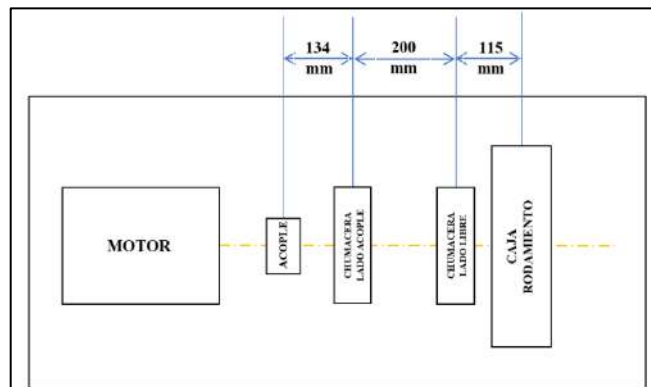 134
mm
200
mm
115
mm
MOTOR
ACOPLE
CHUMACERA
LADO ACOPLE
CHUMACERA
LADO LIBRE
CAJA
RODAMIENTO